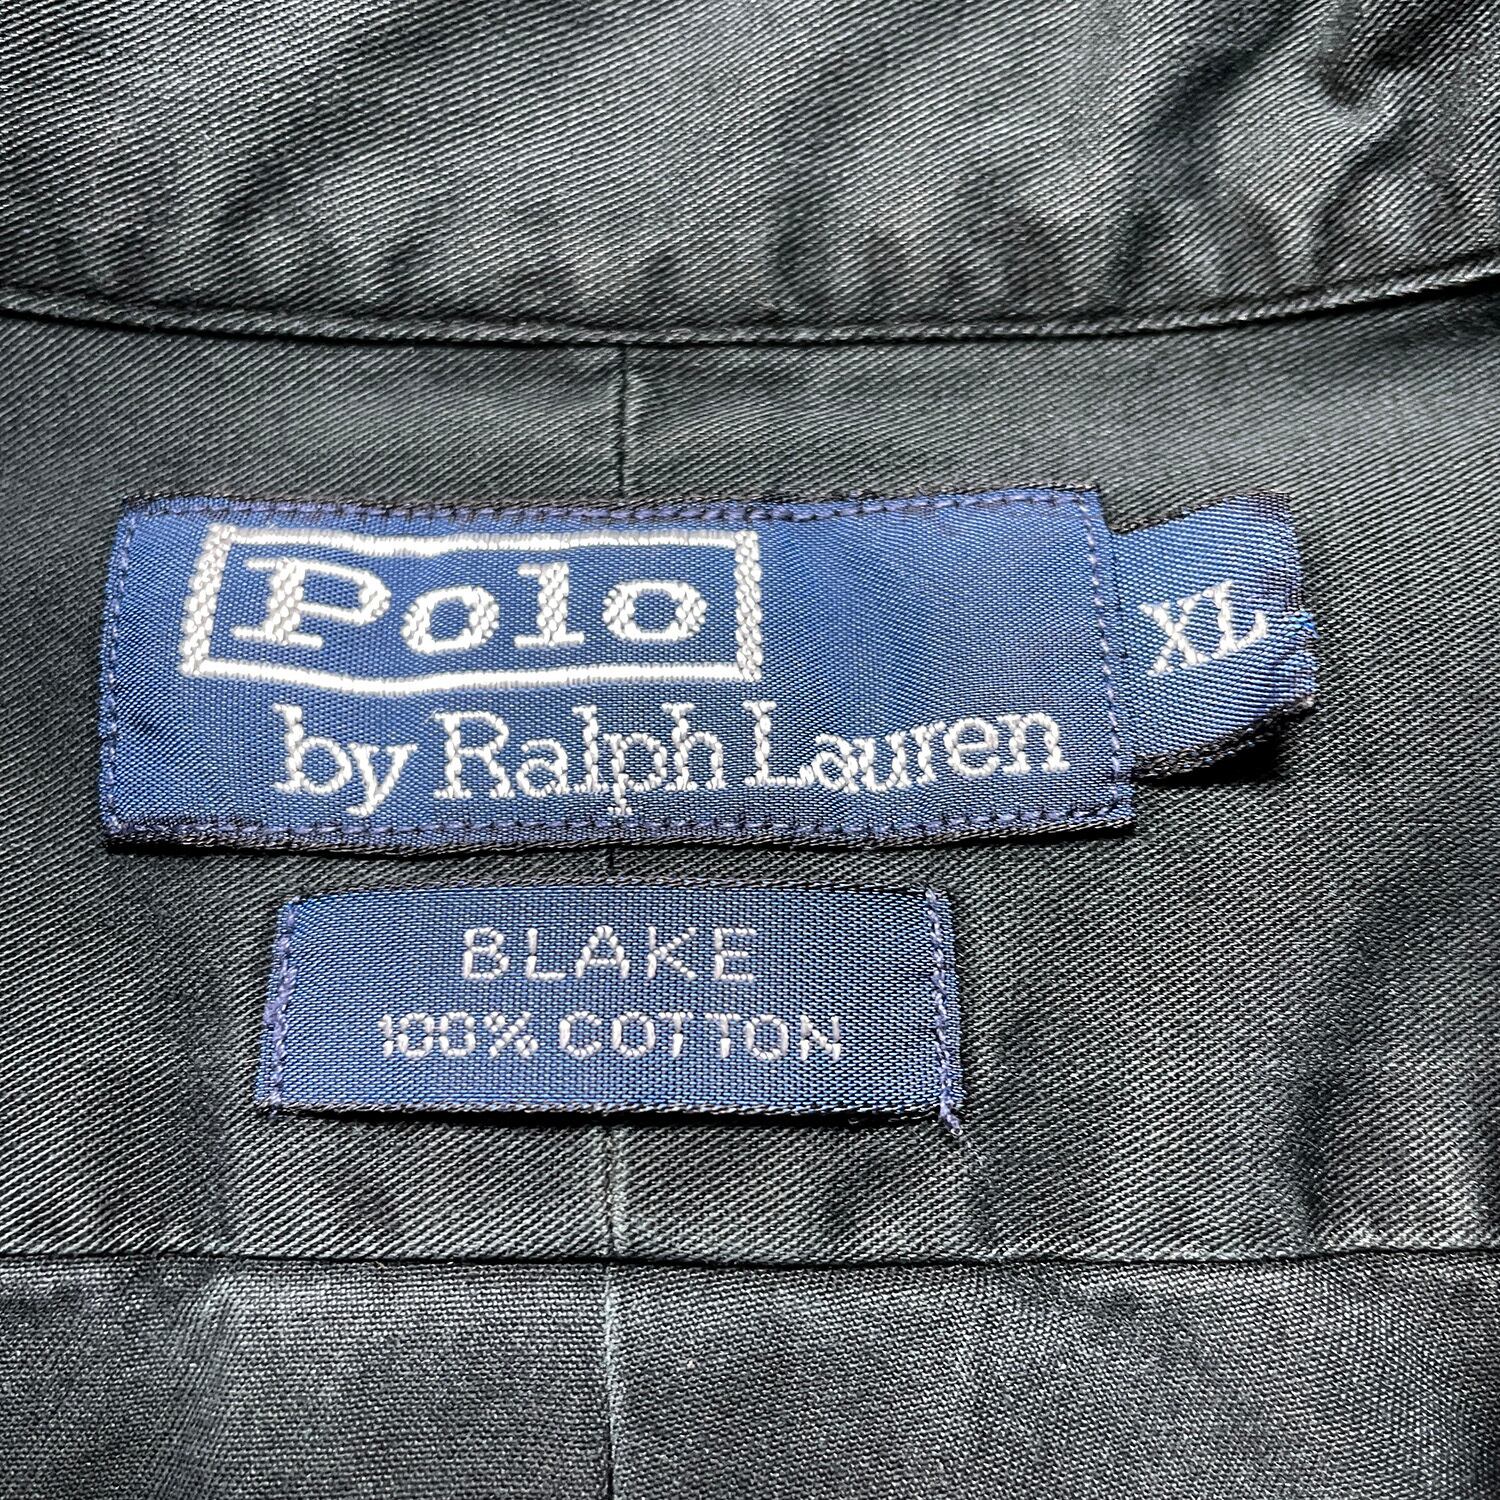 Polo
by Ralph Lauren
XL
BLAKE
100% COTTON